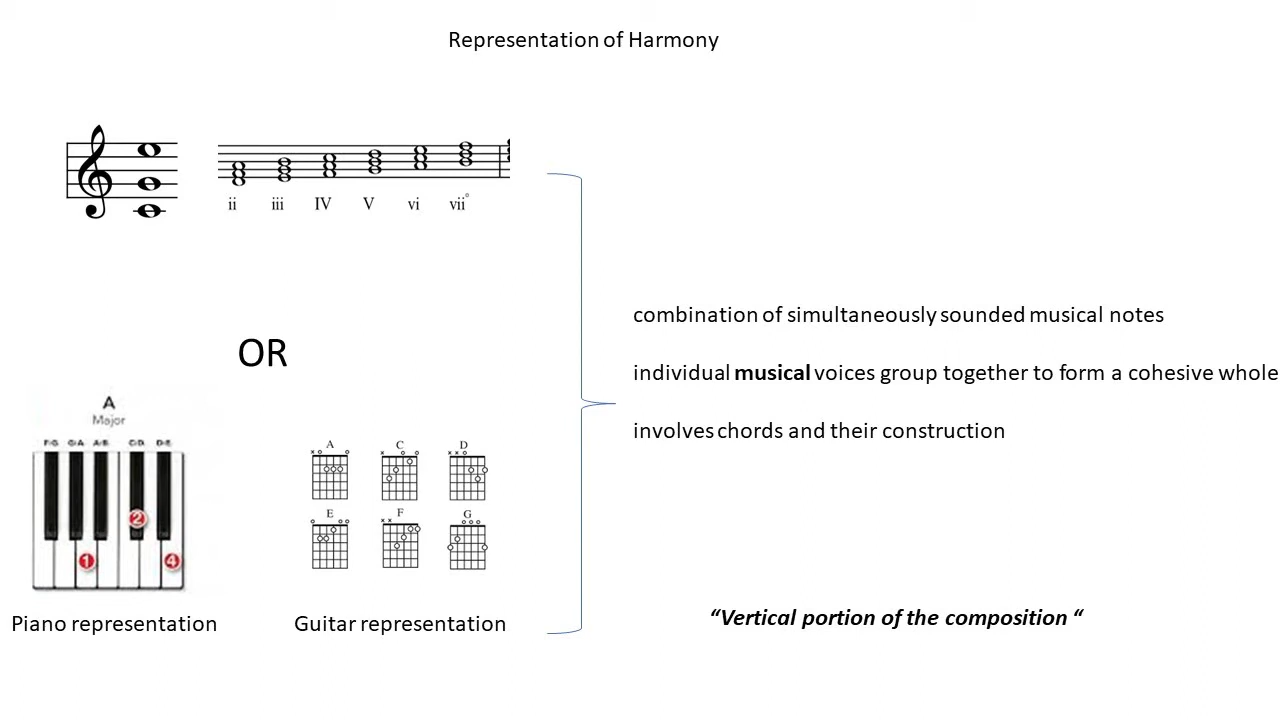 Representation of Harmony
ii iii IV V vi vii°
OR
A
Major
F/G G/A A/B C/D D/E
1 2 4
A C D
E F G
Piano representation
Guitar representation
combination of simultaneously sounded musical notes
individual musical voices group together to form a cohesive whole
involves chords and their construction
“Vertical portion of the composition “